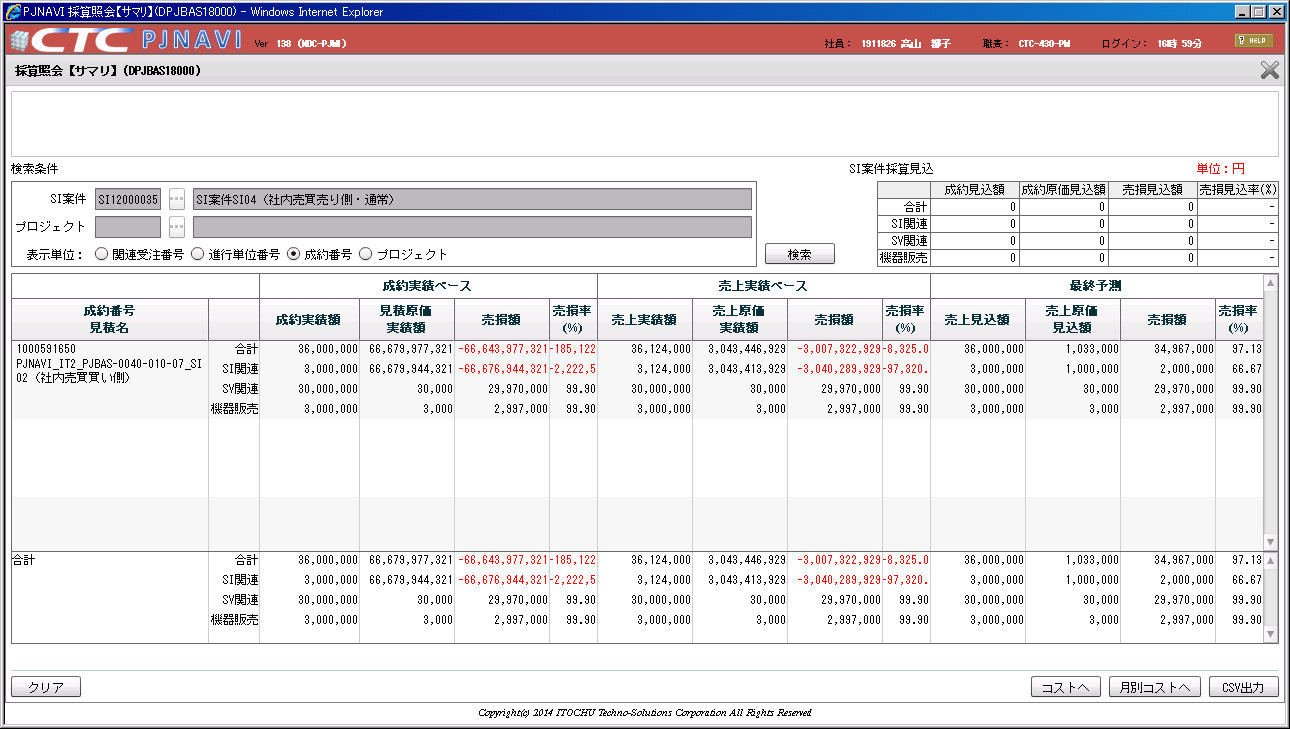 PJNAVI 採算照会【サマリ】(DPJBAS18000) - Windows Internet Explorer
CTC PJNAVI Ver 138 (NDC-PJNI) 社員： 1911826 高山 樱子 職責： CTC-430-PM ログイン： 16時 59分 ? HELP
採算照会【サマリ】(DPJBAS18000)
検索条件 SI案件採算見込 単位：円
SI案件 SI12000035 ... SI案件SI04（社内売買売り側・通常）
プロジェクト ...
表示単位： 関連受注番号 進行単位番号 成約番号 プロジェクト 検索
成約見込額 成約原価見込額 売損見込額 売損見込率(%)
合計 0 0 0 -
SI関連 0 0 0 -
SV関連 0 0 0 -
機器販売 0 0 0 -
成約実績ベース 売上実績ベース 最終予測
成約番号 見積名 成約実績額 見積原価実績額 売損額 売損率(%) 売上実績額 売上原価実績額 売損額 売損率(%) 売上見込額 売上原価見込額 売損額 売損率(%)
1000591650
PJNAVI_IT2_PJBAS-0040-010-07_SI
02（社内売買買い側）
合計 36,000,000 66,679,977,321 -66,643,977,321 -185,122 36,124,000 3,043,446,929 -3,007,322,929 -8,325.0 36,000,000 1,033,000 34,967,000 97.13
SI関連 3,000,000 66,679,944,321 -66,676,944,321 -2,222,5 3,124,000 3,043,413,929 -3,040,289,929 -97,320. 3,000,000 1,000,000 2,000,000 66.67
SV関連 30,000,000 30,000 29,970,000 99.90 30,000,000 30,000 29,970,000 99.90 30,000,000 30,000 29,970,000 99.90
機器販売 3,000,000 3,000 2,997,000 99.90 3,000,000 3,000 2,997,000 99.90 3,000,000 3,000 2,997,000 99.90
合計 合計 36,000,000 66,679,977,321 -66,643,977,321 -185,122 36,124,000 3,043,446,929 -3,007,322,929 -8,325.0 36,000,000 1,033,000 34,967,000 97.13
SI関連 3,000,000 66,679,944,321 -66,676,944,321 -2,222,5 3,124,000 3,043,413,929 -3,040,289,929 -97,320. 3,000,000 1,000,000 2,000,000 66.67
SV関連 30,000,000 30,000 29,970,000 99.90 30,000,000 30,000 29,970,000 99.90 30,000,000 30,000 29,970,000 99.90
機器販売 3,000,000 3,000 2,997,000 99.90 3,000,000 3,000 2,997,000 99.90 3,000,000 3,000 2,997,000 99.90
クリア コストへ 月別コストへ CSV出力
Copyright(c) 2014 ITOCHU Techno-Solutions Corporation All Rights Reserved